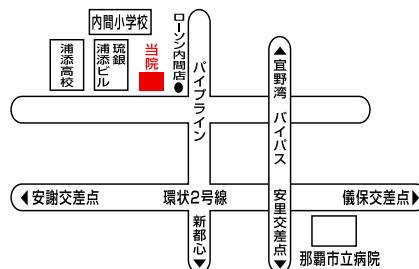 内間小学校
浦添高校
琉銀
浦添ビル
当院
ローソン内間店
パイプライン
▲宜野湾 バイパス 安里交差点▼
◀安謝交差点
環状2号線
儀保交差点▶
新都心▼
那覇市立病院